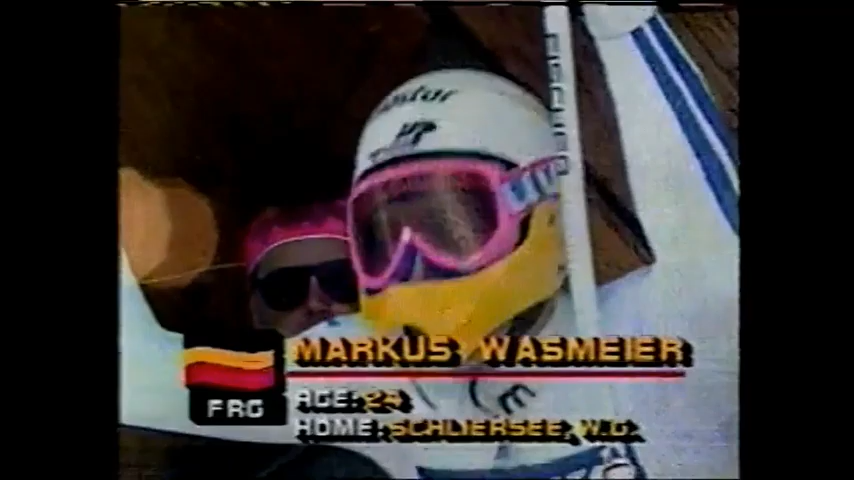 MARKUS WASMEIER
FRG
AGE: 24
HOME: SCHLIERSEE, W.G.